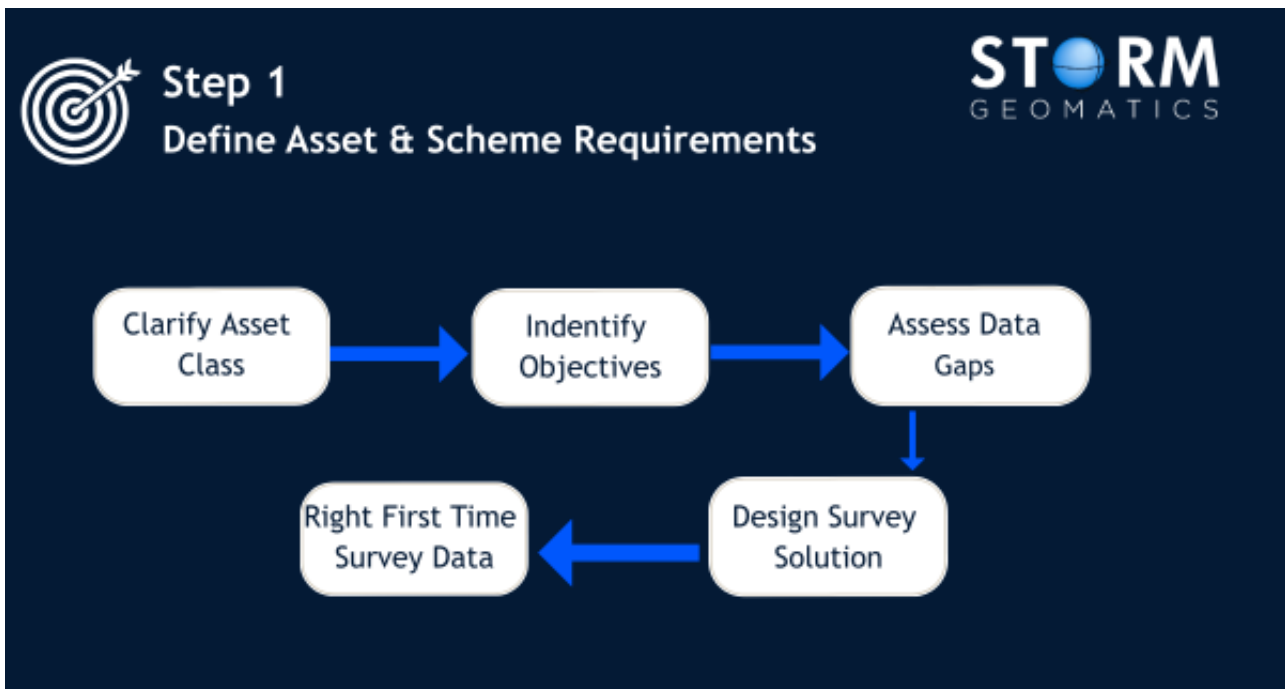 Step 1
Define Asset & Scheme Requirements
STORM
GEOMATICS
Clarify Asset
Class
Indentify
Objectives
Assess Data
Gaps
Design Survey
Solution
Right First Time
Survey Data